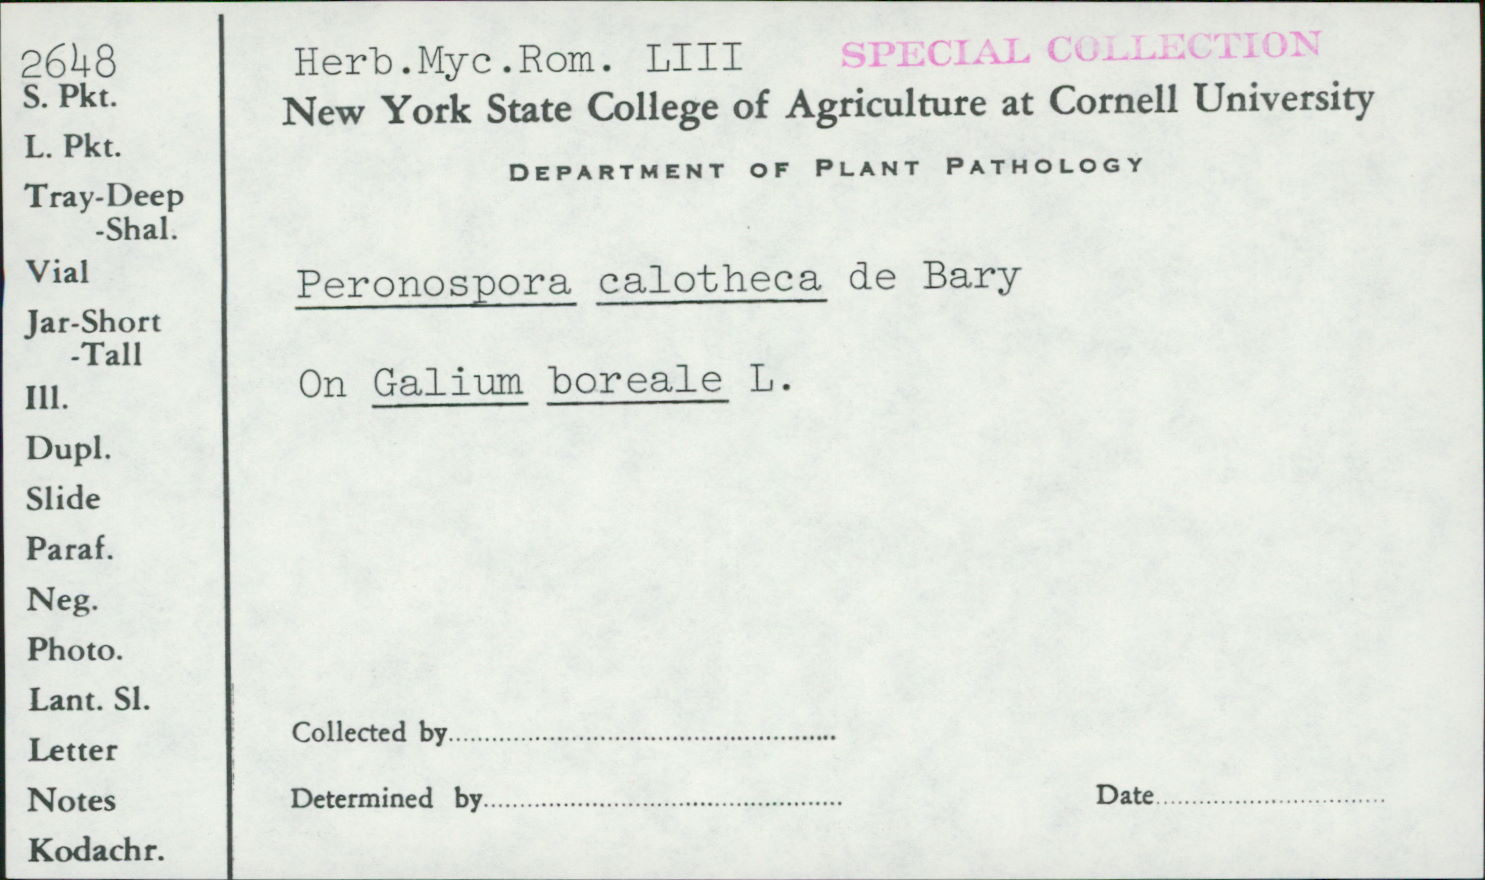 2648
S. Pkt.
L. Pkt.
Tray-Deep
-Shal.
Vial
Jar-Short
-Tall
Ill.
Dupl.
Slide
Paraf.
Neg.
Photo.
Lant. Sl.
Letter
Notes
Kodachr.
Herb.Myc.Rom. LIII SPECIAL COLLECTION
New York State College of Agriculture at Cornell University
DEPARTMENT OF PLANT PATHOLOGY
Peronospora calotheca de Bary
On Galium boreale L.
Collected by
Determined by Date